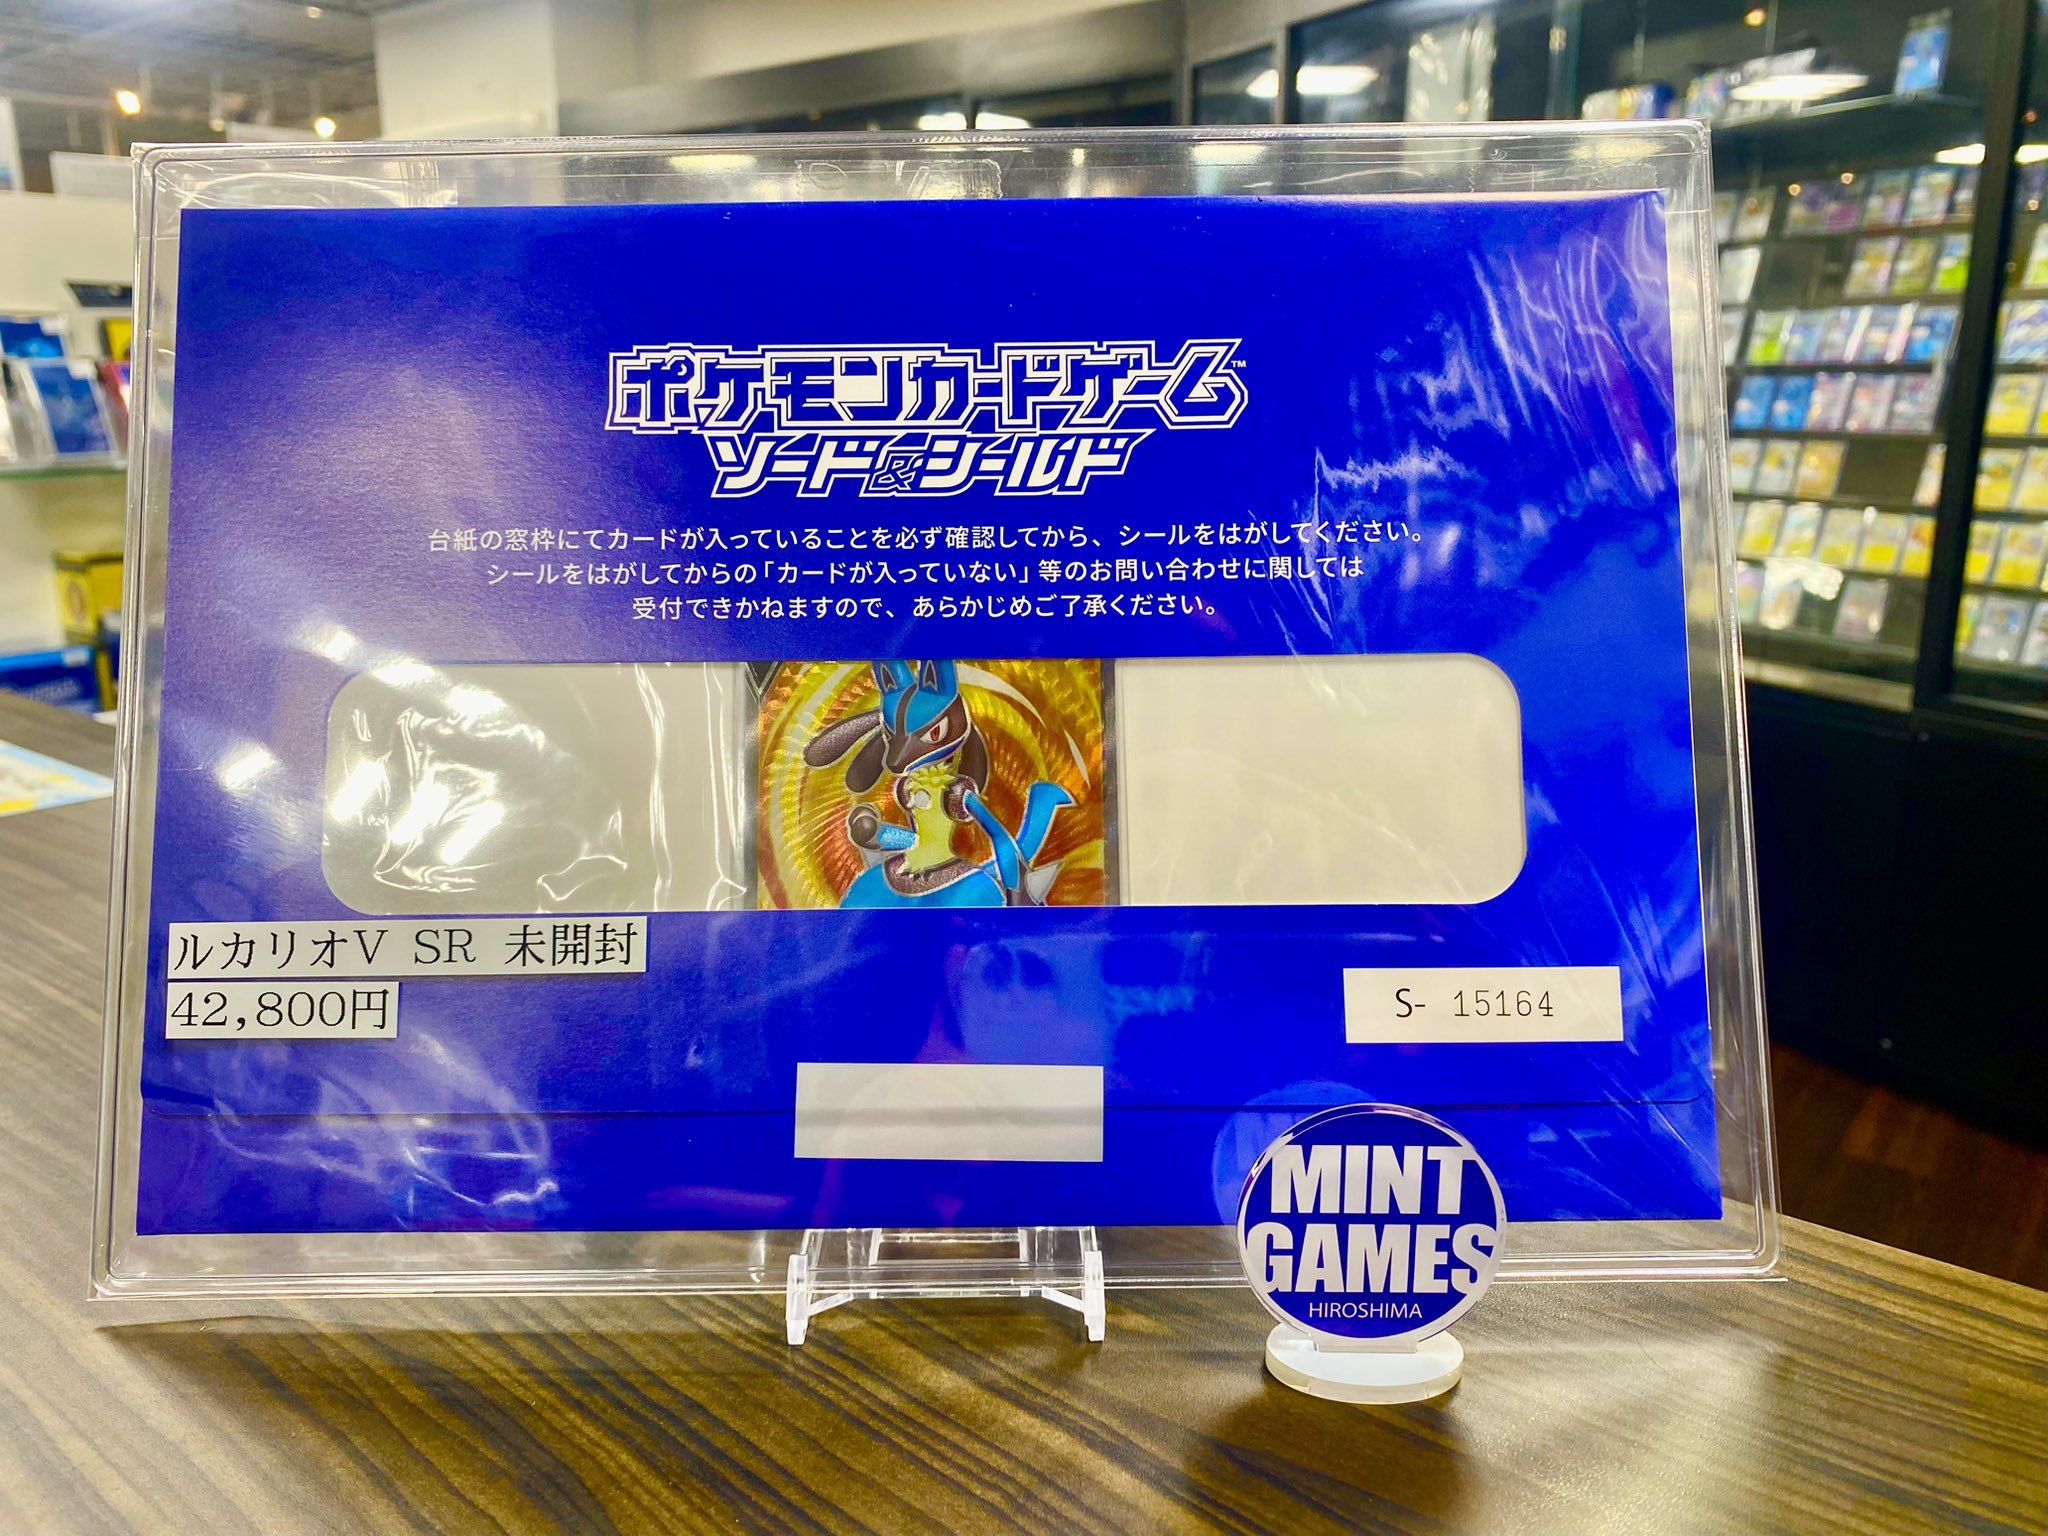 ポケモンカードゲーム™
ソード&シールド
台紙の窓枠にてカードが入っていることを必ず確認してから、シールをはがしてください。
シールをはがしてからの「カードが入っていない」等のお問い合わせに関しては
受付できかねますので、あらかじめご了承ください。
ルカリオV SR 未開封
42,800円
S- 15164
MINT
GAMES
HIROSHIMA